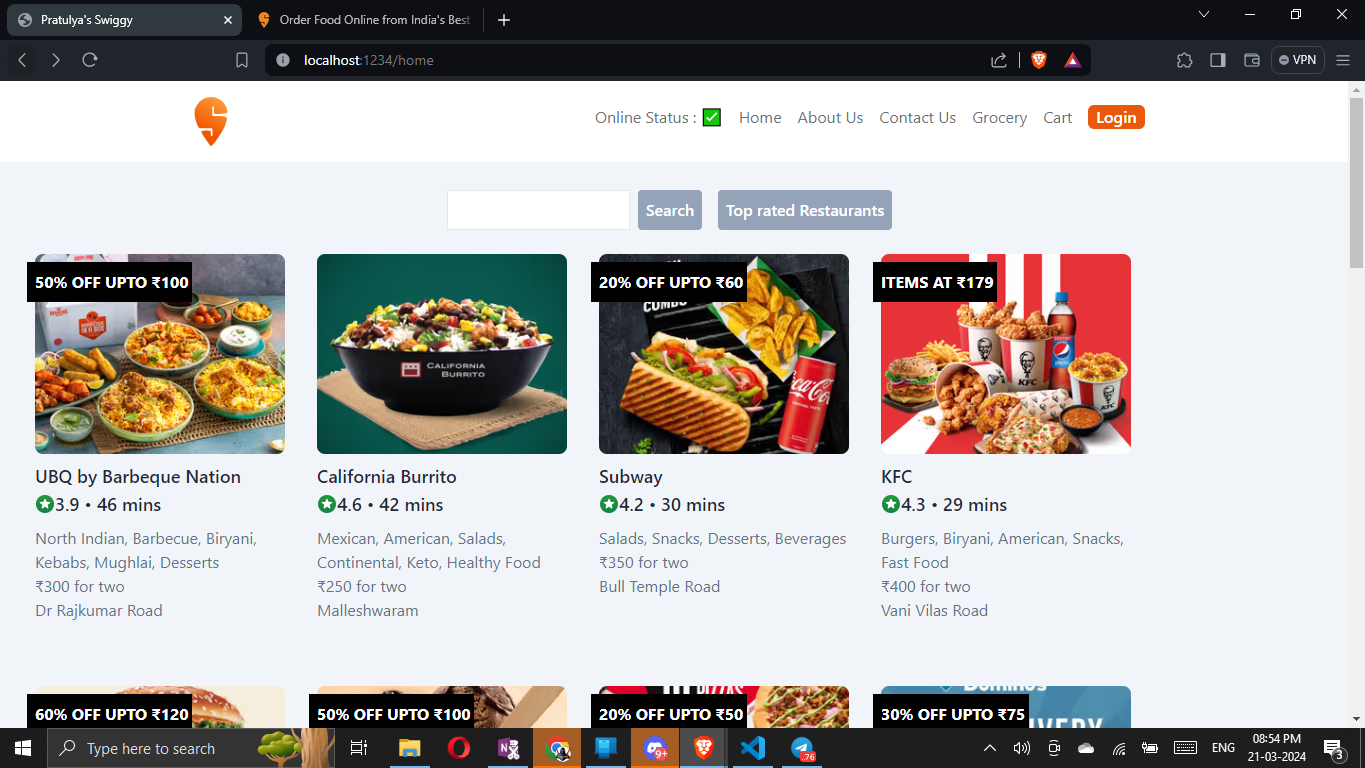 Pratulya's Swiggy
Order Food Online from India's Best
localhost:1234/home
VPN
Online Status : ✅
Home
About Us
Contact Us
Grocery
Cart
Login
Search
Top rated Restaurants
50% OFF UPTO ₹100
20% OFF UPTO ₹60
ITEMS AT ₹179
COMBO
CALIFORNIA
BURRITO
Coca-Cola
KFC
UBQ by Barbeque Nation
3.9 • 46 mins
North Indian, Barbecue, Biryani,
Kebabs, Mughlai, Desserts
₹300 for two
Dr Rajkumar Road
California Burrito
4.6 • 42 mins
Mexican, American, Salads,
Continental, Keto, Healthy Food
₹250 for two
Malleshwaram
Subway
4.2 • 30 mins
Salads, Snacks, Desserts, Beverages
₹350 for two
Bull Temple Road
KFC
4.3 • 29 mins
Burgers, Biryani, American, Snacks,
Fast Food
₹400 for two
Vani Vilas Road
60% OFF UPTO ₹120
50% OFF UPTO ₹100
20% OFF UPTO ₹50
PIZZAS
30% OFF UPTO ₹75
Domino's
Type here to search
9+
.76
ENG
08:54 PM
21-03-2024
3